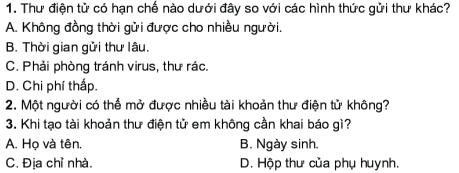 1. Thư điện tử có hạn chế nào dưới đây so với các hình thức gửi thư khác?
A. Không đồng thời gửi được cho nhiều người.
B. Thời gian gửi thư lâu.
C. Phải phòng tránh virus, thư rác.
D. Chi phí thấp.
2. Một người có thể mở được nhiều tài khoản thư điện tử không?
3. Khi tạo tài khoản thư điện tử em không cần khai báo gì?
A. Họ và tên. B. Ngày sinh.
C. Địa chỉ nhà. D. Hộp thư của phụ huynh.